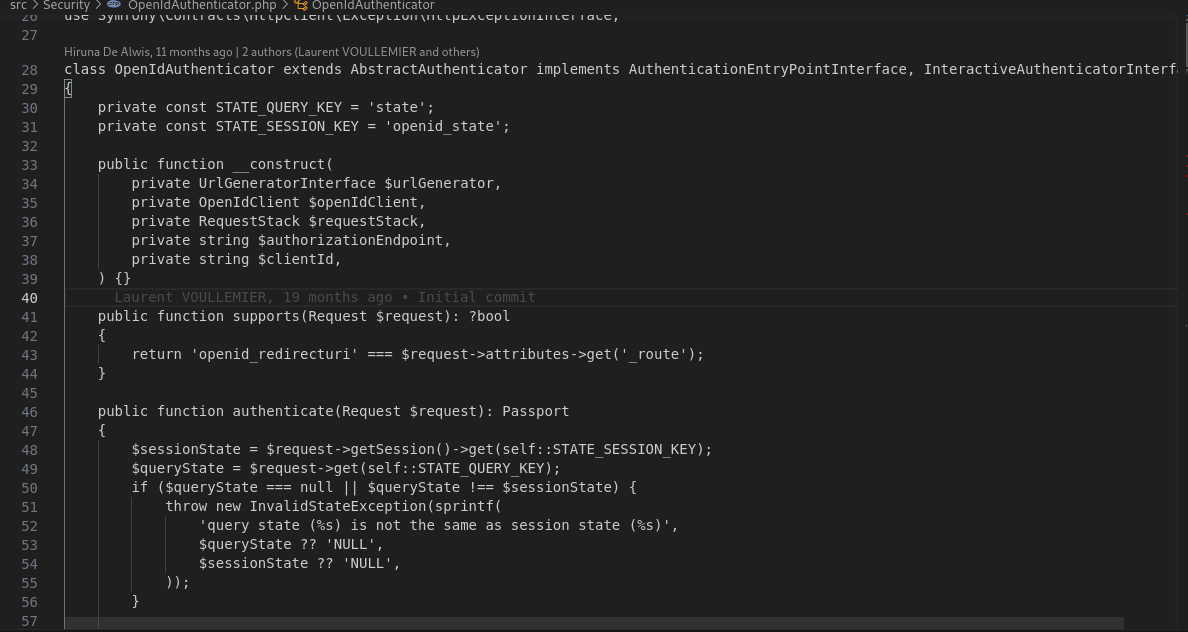 src > Security > OpenIdAuthenticator.php > OpenIdAuthenticator
26 use Symfony\Contracts\HttpClient\Exception\HttpExceptionInterface;
27
Hiruna De Alwis, 11 months ago | 2 authors (Laurent VOULLEMIER and others)
28 class OpenIdAuthenticator extends AbstractAuthenticator implements AuthenticationEntryPointInterface, InteractiveAuthenticatorInterf
29 {
30     private const STATE_QUERY_KEY = 'state';
31     private const STATE_SESSION_KEY = 'openid_state';
32
33     public function __construct(
34         private UrlGeneratorInterface $urlGenerator,
35         private OpenIdClient $openIdClient,
36         private RequestStack $requestStack,
37         private string $authorizationEndpoint,
38         private string $clientId,
39     ) {}
40       Laurent VOULLEMIER, 19 months ago • Initial commit
41     public function supports(Request $request): ?bool
42     {
43         return 'openid_redirecturi' === $request->attributes->get('_route');
44     }
45
46     public function authenticate(Request $request): Passport
47     {
48         $sessionState = $request->getSession()->get(self::STATE_SESSION_KEY);
49         $queryState = $request->get(self::STATE_QUERY_KEY);
50         if ($queryState === null || $queryState !== $sessionState) {
51             throw new InvalidStateException(sprintf(
52                 'query state (%s) is not the same as session state (%s)',
53                 $queryState ?? 'NULL',
54                 $sessionState ?? 'NULL',
55             ));
56         }
57